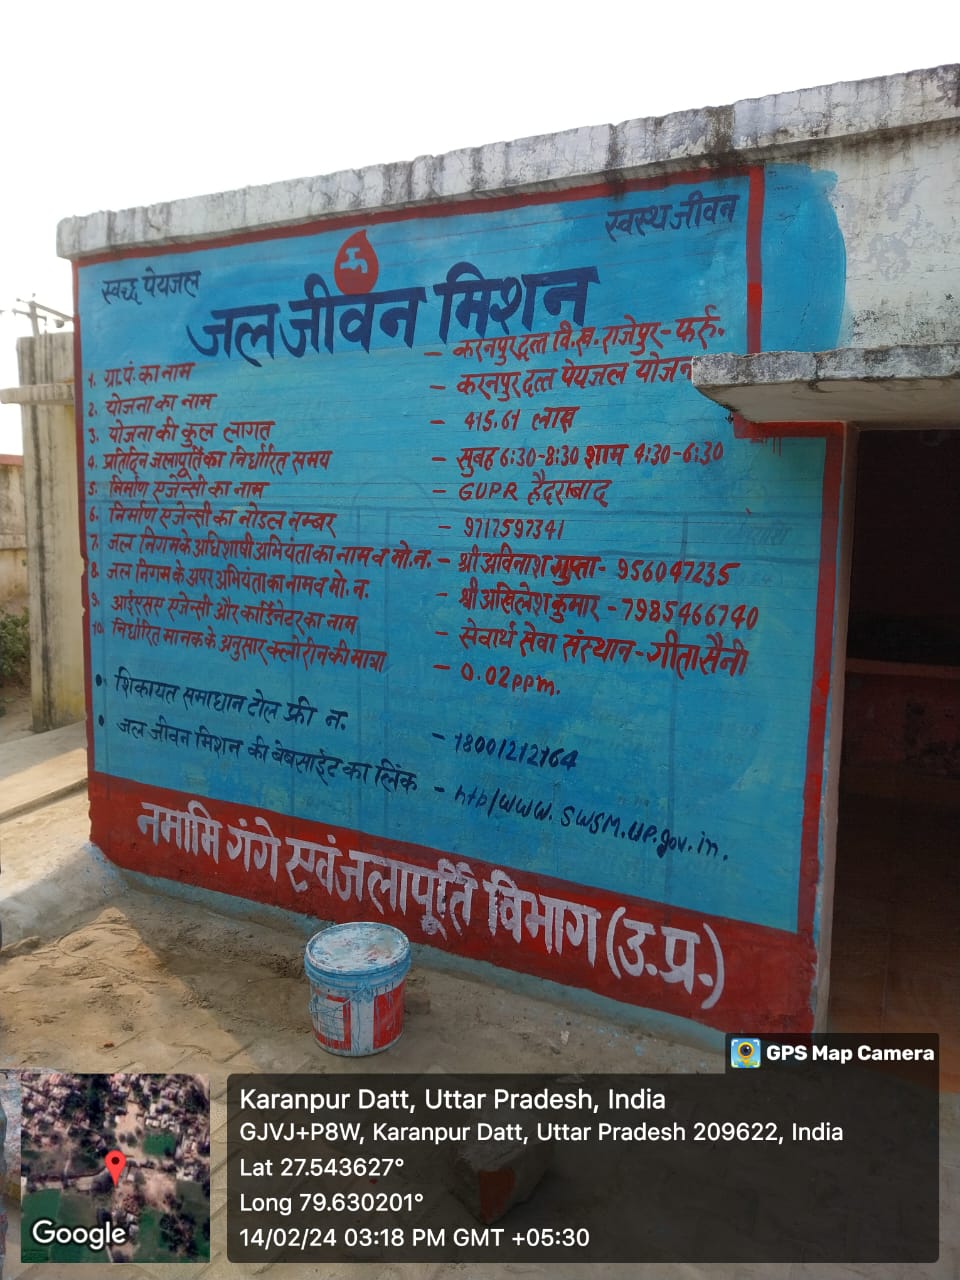 स्वस्थ जीवन
स्वच्छ पेयजल
जल जीवन मिशन
1. ग्रा.पं. का नाम - करनपुर दत्त वि.ख. राजेपुर-फर्रु.
2. योजना का नाम - करनपुर दत्त पेयजल योजन
3. योजना की कुल लागत - 415.61 लाख
4. प्रतिदिन जलापूर्ति का निर्धारित समय - सुबह 6:30-8:30 शाम 4:30-6:30
5. निर्माण एजेन्सी का नाम - GUPR हैदराबाद
6. निर्माण एजेन्सी का नोडल नम्बर - 9717597341
7. जल निगम के अधिशाषी अभियंता का नाम व मो.न. - श्री अविनाश गुप्ता- 956047235
8. जल निगम के अपर अभियंता का नाम व मो. न. - श्री अखिलेश कुमार -7985466740
9. आईएसए एजेन्सी और कार्डिनेटर का नाम - सेवार्थ सेवा संस्थान-गीता सैनी
10. निर्धारित मानक के अनुसार क्लोरीन की मात्रा - 0.02ppm.
• शिकायत समाधान टोल फ्री न. - 18001212164
• जल जीवन मिशन की बेबसाईट का लिंक - htb/www.swsm.up.gov.in.
नमामि गंगे एवं जलापूर्ति विभाग (उ.प्र.)
GPS Map Camera
Karanpur Datt, Uttar Pradesh, India
GJVJ+P8W, Karanpur Datt, Uttar Pradesh 209622, India
Lat 27.543627°
Long 79.630201°
14/02/24 03:18 PM GMT +05:30
Google